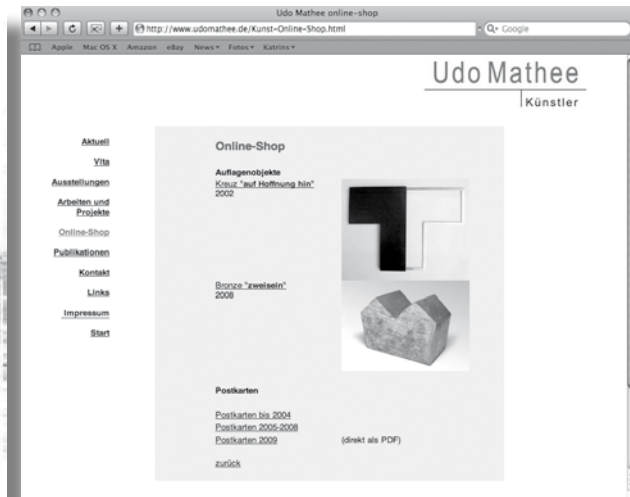 Udo Mathee online-shop
http://www.udomathee.de/Kunst-Online-Shop.html
Google
Apple Mac OS X Amazon eBay News Fotos Katrins
Udo Mathee
Künstler
Aktuell
Vita
Ausstellungen
Arbeiten und
Projekte
Online-Shop
Publikationen
Kontakt
Links
Impressum
Start
Online-Shop
Auflagenobjekte
Kreuz "auf Hoffnung hin"
2002
Bronze "zweisein"
2008
Postkarten
Postkarten bis 2004
Postkarten 2005-2008
Postkarten 2009 (direkt als PDF)
zurück